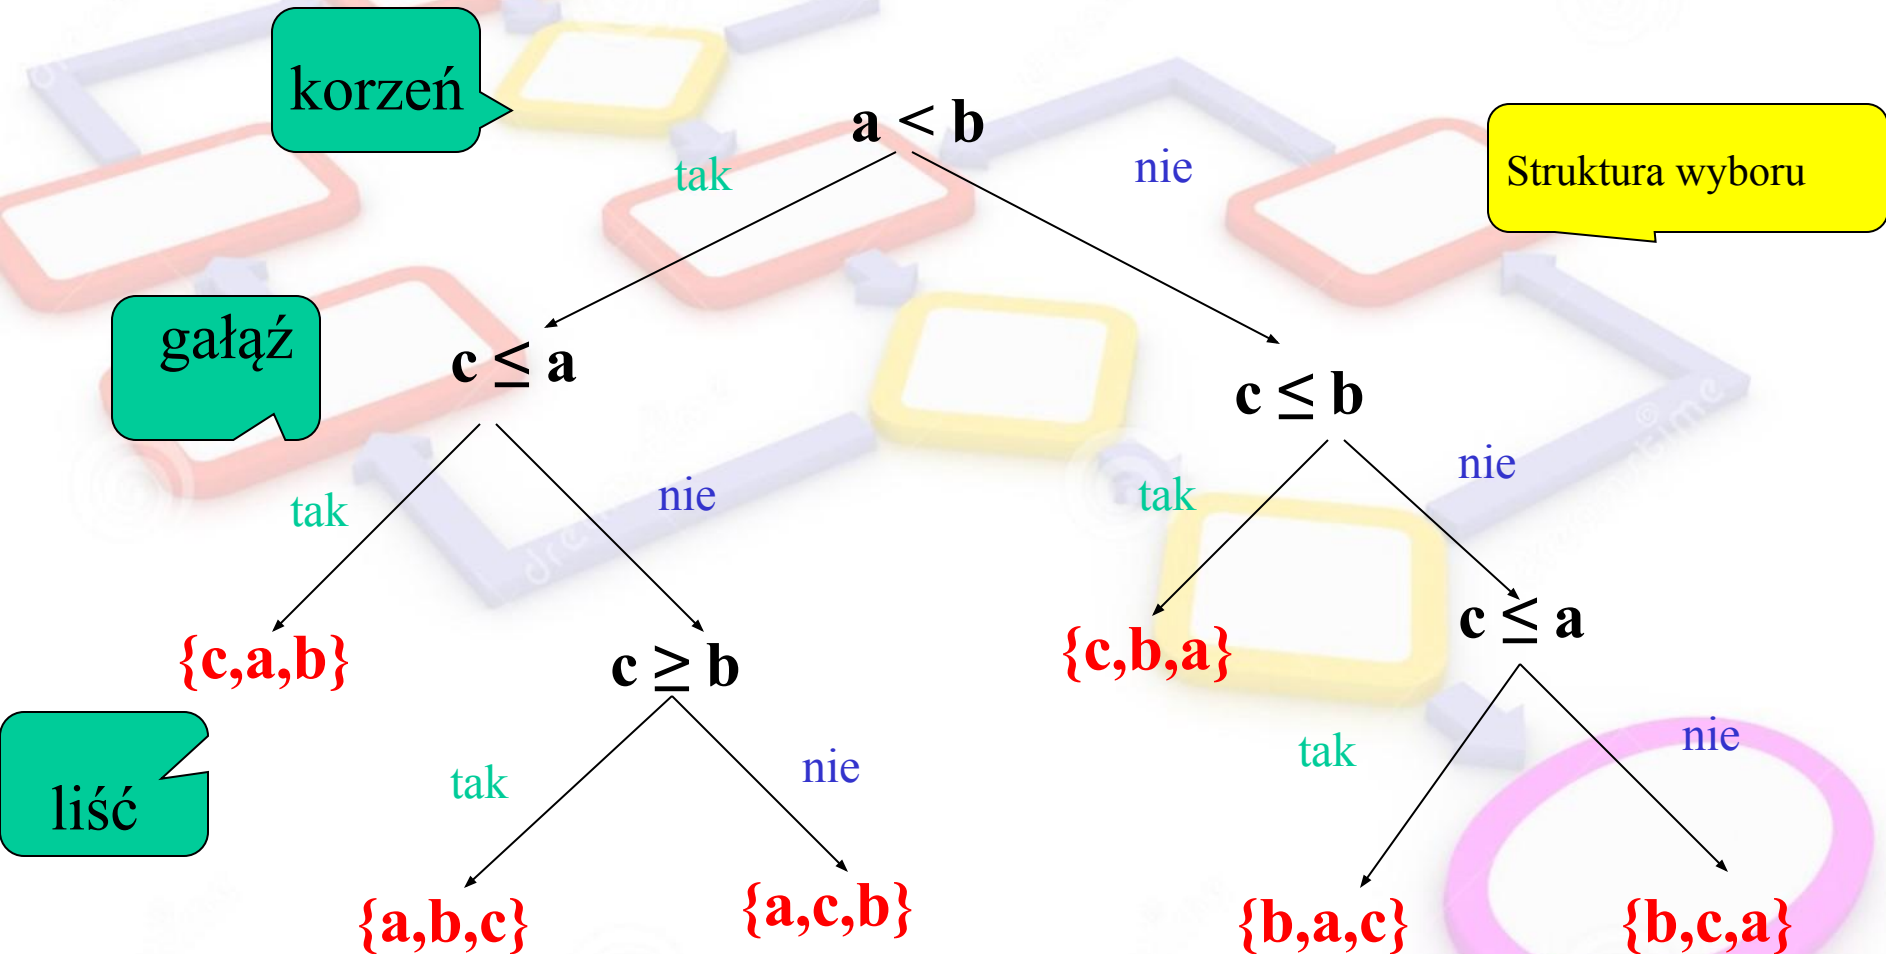 korzeń
a < b
Struktura wyboru
tak
nie
gałąź
c ≤ a
c ≤ b
tak
nie
tak
nie
{c,a,b}
c ≥ b
{c,b,a}
c ≤ a
liść
tak
nie
tak
nie
{a,b,c}
{a,c,b}
{b,a,c}
{b,c,a}